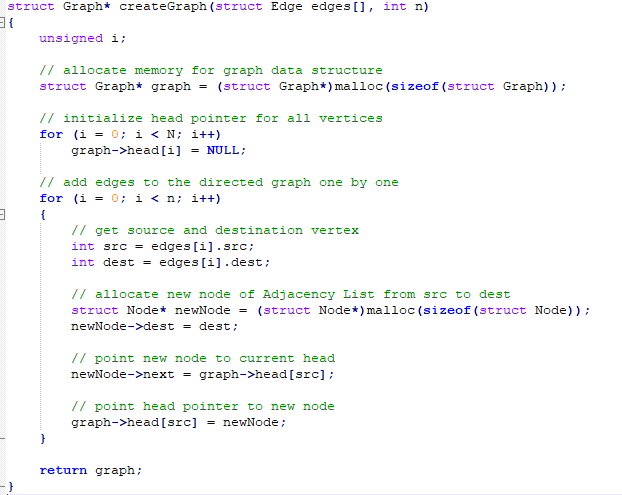 struct Graph* createGraph(struct Edge edges[], int n)
{
    unsigned i;

    // allocate memory for graph data structure
    struct Graph* graph = (struct Graph*)malloc(sizeof(struct Graph));

    // initialize head pointer for all vertices
    for (i = 0; i < N; i++)
        graph->head[i] = NULL;

    // add edges to the directed graph one by one
    for (i = 0; i < n; i++)
    {
        // get source and destination vertex
        int src = edges[i].src;
        int dest = edges[i].dest;

        // allocate new node of Adjacency List from src to dest
        struct Node* newNode = (struct Node*)malloc(sizeof(struct Node));
        newNode->dest = dest;

        // point new node to current head
        newNode->next = graph->head[src];

        // point head pointer to new node
        graph->head[src] = newNode;
    }

    return graph;
}